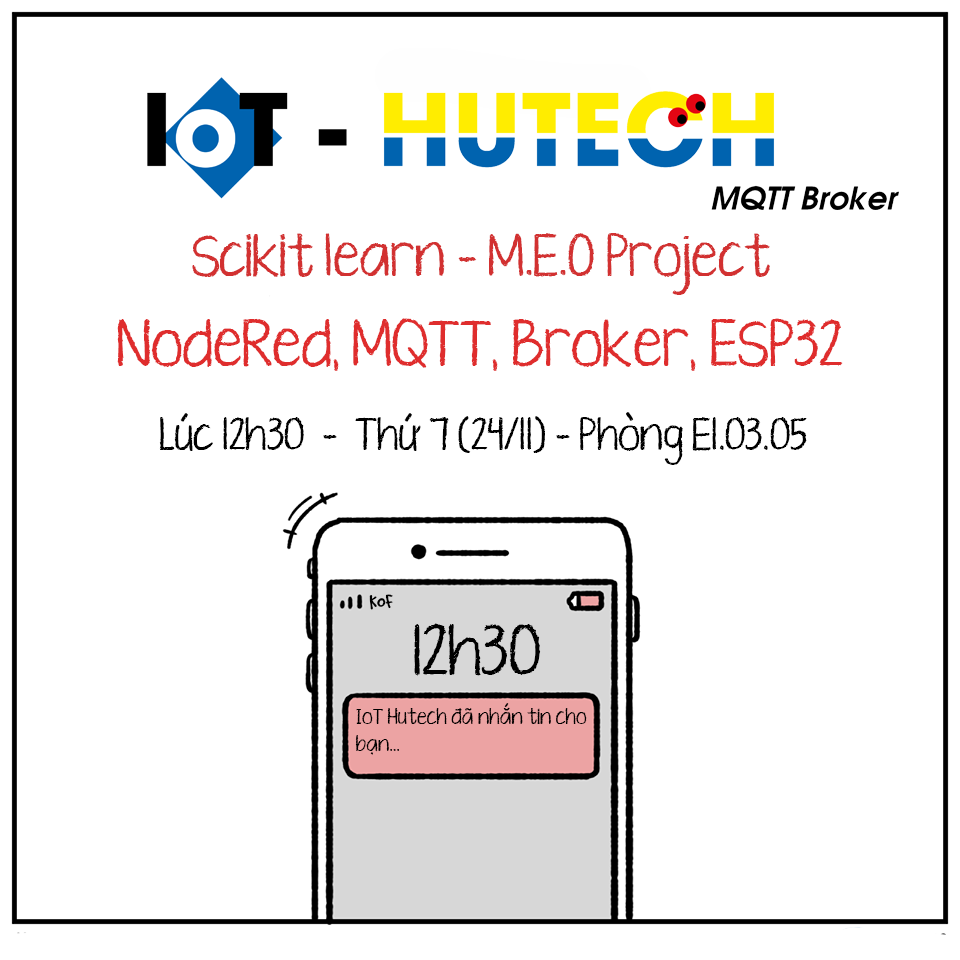 IoT - HUTECH
MQTT Broker
Scikit learn - M.E.O Project
NodeRed, MQTT, Broker, ESP32
Lúc 12h30 - Thứ 7 (24/11) - Phòng E1.03.05
KOF
12h30
IoT Hutech đã nhắn tin cho
bạn...